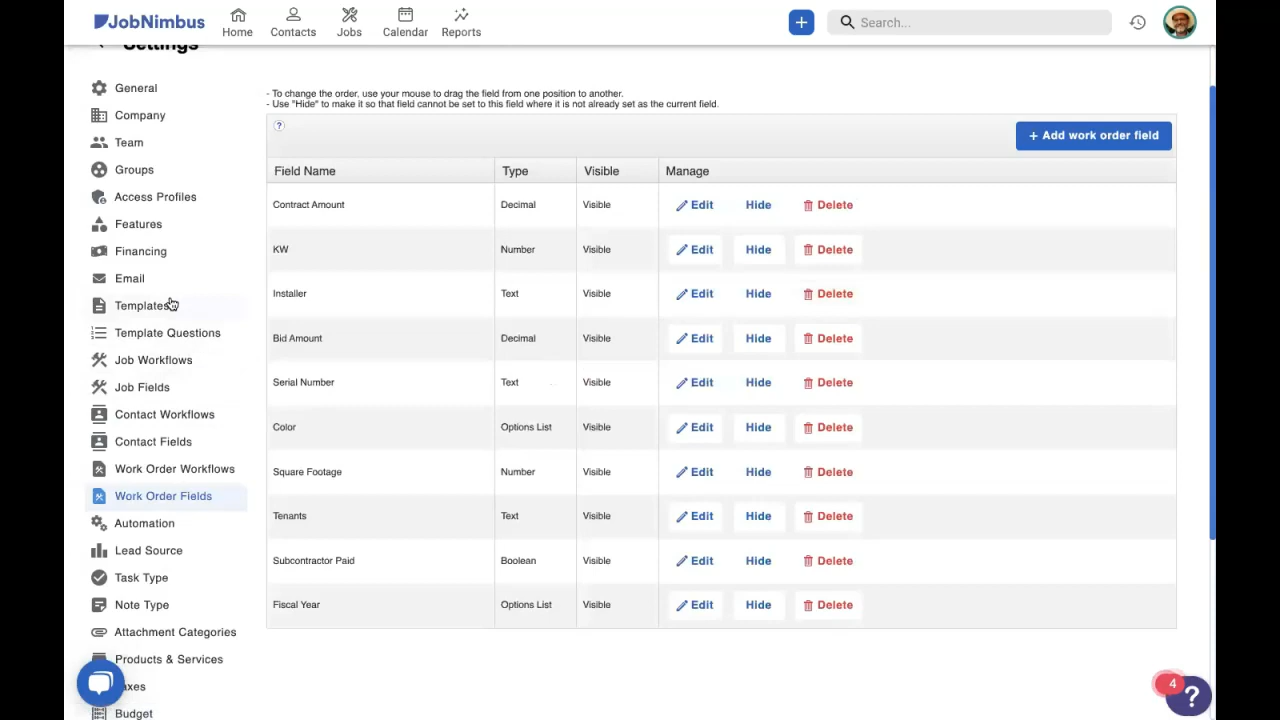 JobNimbus
Home
Contacts
Jobs
Calendar
Reports
+
Search...
Settings
General
Company
Team
Groups
Access Profiles
Features
Financing
Email
Templates
Template Questions
Job Workflows
Job Fields
Contact Workflows
Contact Fields
Work Order Workflows
Work Order Fields
Automation
Lead Source
Task Type
Note Type
Attachment Categories
Products & Services
Budget
- To change the order, use your mouse to drag the field from one position to another.
- Use "Hide" to make it so that field cannot be set to this field where it is not already set as the current field.
?
+ Add work order field
Field Name Type Visible Manage
Contract Amount Decimal Visible Edit Hide Delete
KW Number Visible Edit Hide Delete
Installer Text Visible Edit Hide Delete
Bid Amount Decimal Visible Edit Hide Delete
Serial Number Text Visible Edit Hide Delete
Color Options List Visible Edit Hide Delete
Square Footage Number Visible Edit Hide Delete
Tenants Text Visible Edit Hide Delete
Subcontractor Paid Boolean Visible Edit Hide Delete
Fiscal Year Options List Visible Edit Hide Delete
4
?